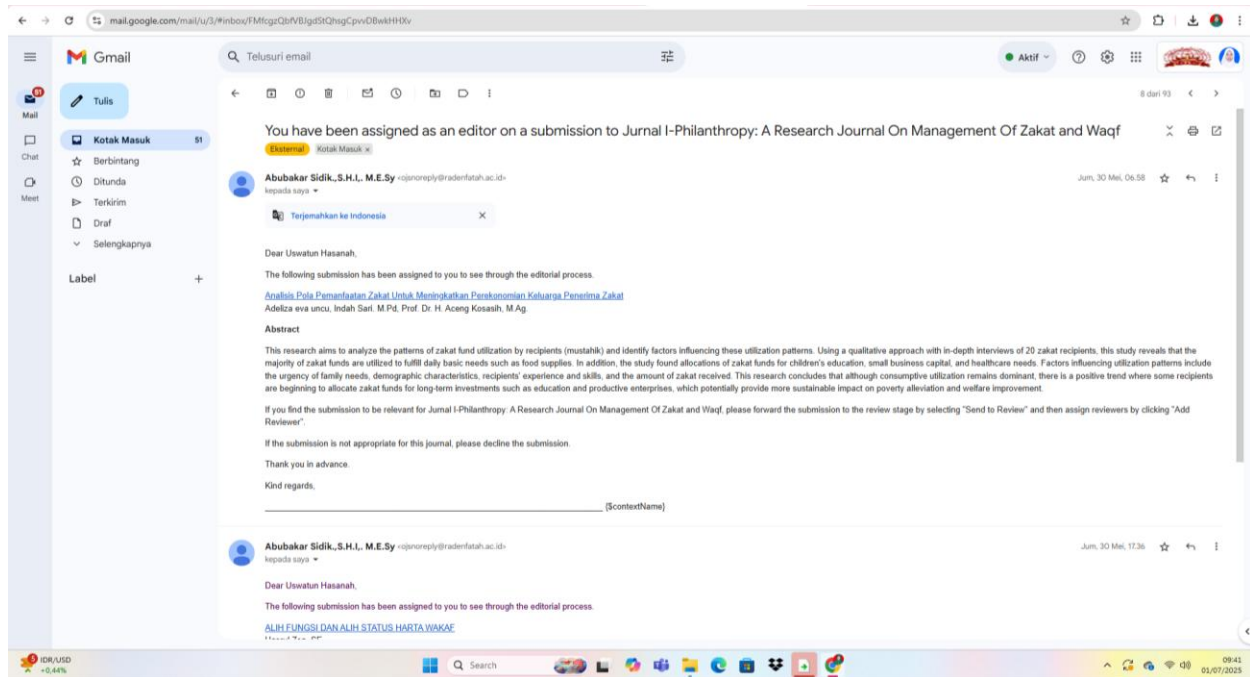 mail.google.com/mail/u/3/#inbox/FMfcgzQbfVBJgdStQhsgCpvvDBwkHHXv
Gmail
Telusuri email
Aktif
Mail
Chat
Meet
Tulis
Kotak Masuk 51
Berbintang
Ditunda
Terkirim
Draf
Selengkapnya
Label
8 dari 93
You have been assigned as an editor on a submission to Jurnal I-Philanthropy: A Research Journal On Management Of Zakat and Waqf
Eksternal Kotak Masuk x
Abubakar Sidik.,S.H.I,. M.E.Sy <ojsnoreply@radenfatah.ac.id>
Jum, 30 Mei, 06.58
kepada saya
Terjemahkan ke Indonesia
Dear Uswatun Hasanah,
The following submission has been assigned to you to see through the editorial process.
Analisis Pola Pemanfaatan Zakat Untuk Meningkatkan Perekonomian Keluarga Penerima Zakat
Adeliza eva uncu, Indah Sari. M.Pd, Prof. Dr. H. Aceng Kosasih, M.Ag.
Abstract
This research aims to analyze the patterns of zakat fund utilization by recipients (mustahik) and identify factors influencing these utilization patterns. Using a qualitative approach with in-depth interviews of 20 zakat recipients, this study reveals that the
majority of zakat funds are utilized to fulfill daily basic needs such as food supplies. In addition, the study found allocations of zakat funds for children's education, small business capital, and healthcare needs. Factors influencing utilization patterns include
the urgency of family needs, demographic characteristics, recipients' experience and skills, and the amount of zakat received. This research concludes that although consumptive utilization remains dominant, there is a positive trend where some recipients
are beginning to allocate zakat funds for long-term investments such as education and productive enterprises, which potentially provide more sustainable impact on poverty alleviation and welfare improvement.
If you find the submission to be relevant for Jurnal I-Philanthropy: A Research Journal On Management Of Zakat and Waqf, please forward the submission to the review stage by selecting "Send to Review" and then assign reviewers by clicking "Add
Reviewer".
If the submission is not appropriate for this journal, please decline the submission.
Thank you in advance.
Kind regards,
{$contextName}
Abubakar Sidik.,S.H.I,. M.E.Sy <ojsnoreply@radenfatah.ac.id>
Jum, 30 Mei, 17.36
kepada saya
Dear Uswatun Hasanah,
The following submission has been assigned to you to see through the editorial process.
ALIH FUNGSI DAN ALIH STATUS HARTA WAKAF
IDR/USD
+0,44%
Search
09:41
01/07/2025